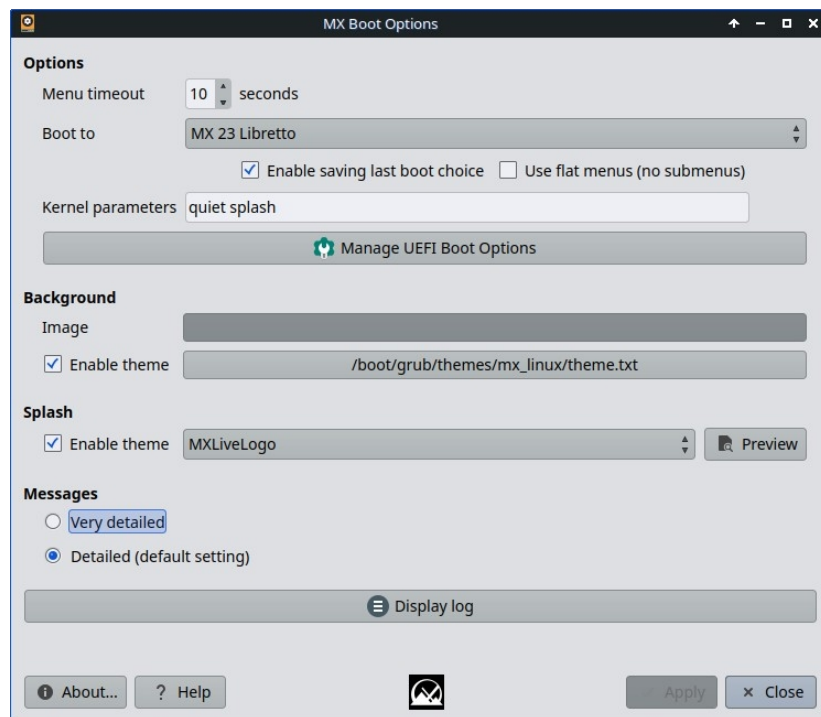 MX Boot Options
Options
Menu timeout 10 seconds
Boot to MX 23 Libretto
Enable saving last boot choice Use flat menus (no submenus)
Kernel parameters quiet splash
Manage UEFI Boot Options
Background
Image
Enable theme /boot/grub/themes/mx_linux/theme.txt
Splash
Enable theme MXLiveLogo Preview
Messages
Very detailed
Detailed (default setting)
Display log
About... ? Help Apply Close